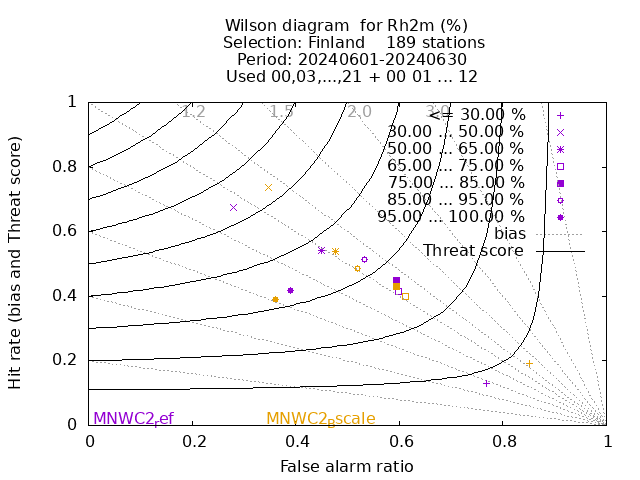 Wilson diagram  for Rh2m (%)
Selection: Finland    189 stations
Period: 20240601-20240630
Used 00,03,...,21 + 00 01 ... 12
Hit rate (bias and Threat score)
1
0.8
0.6
0.4
0.2
0
1.2 1.5 2.0 3.0
<= 30.00 %
30.00 ... 50.00 %
50.00 ... 65.00 %
65.00 ... 75.00 %
75.00 ... 85.00 %
85.00 ... 95.00 %
95.00 ... 100.00 %
bias
Threat score
MNWC2,ef MNWC2Bscale
0 0.2 0.4 0.6 0.8 1
False alarm ratio